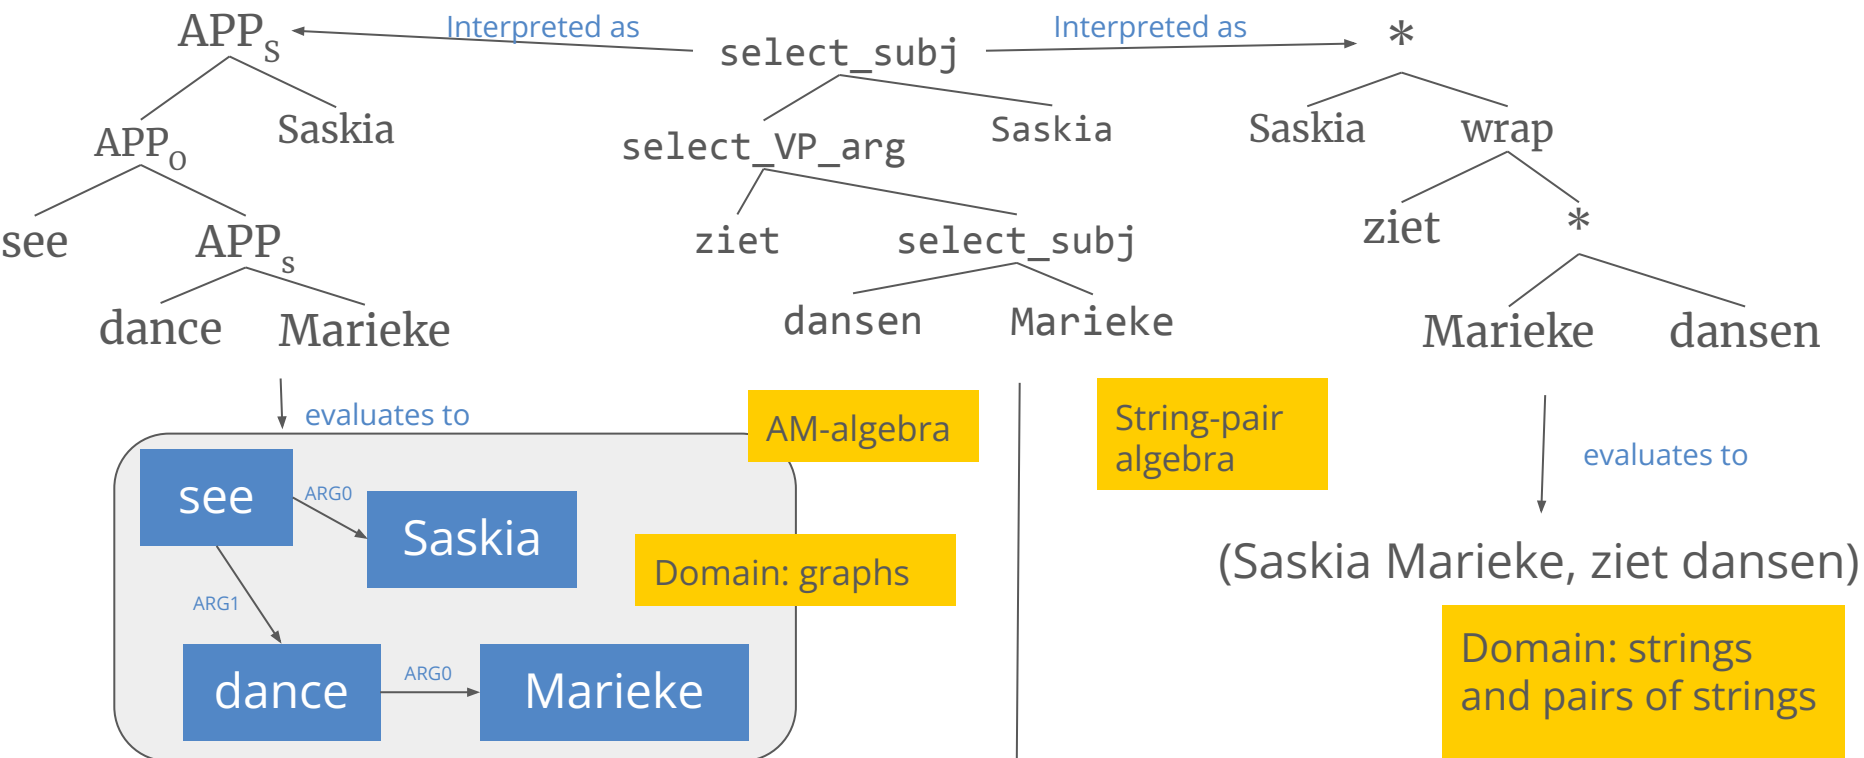 APPs Interpreted as select_subj Interpreted as *
APPO Saskia select_VP_arg Saskia Saskia wrap
see APPs ziet select_subj ziet *
dance Marieke dansen Marieke Marieke dansen
evaluates to
AM-algebra
String-pair
algebra
evaluates to
see ARG0 Saskia
Domain: graphs
ARG1
dance ARG0 Marieke
(Saskia Marieke, ziet dansen)
Domain: strings
and pairs of strings